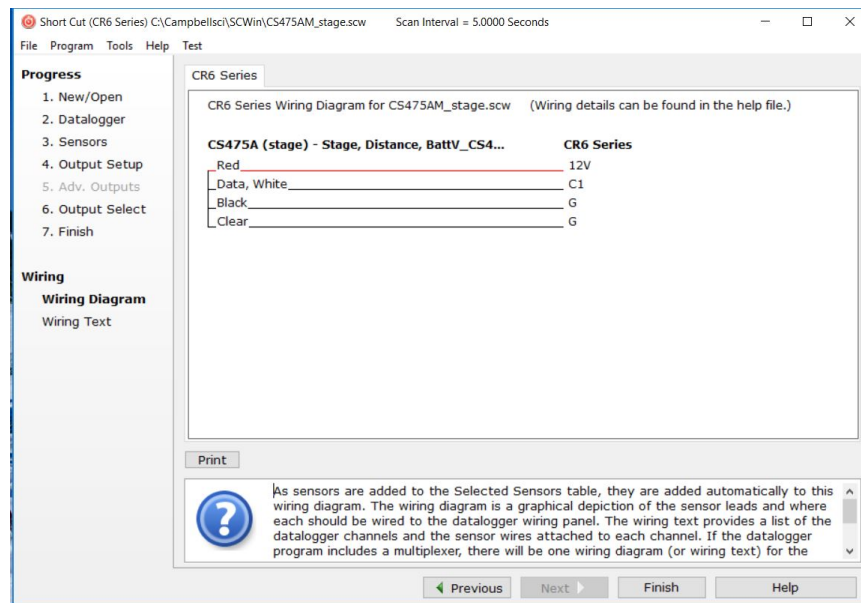 Short Cut (CR6 Series) C:\Campbellsci\SCWin\CS475AM_stage.scw Scan Interval = 5.0000 Seconds
File Program Tools Help Test
Progress
1. New/Open
2. Datalogger
3. Sensors
4. Output Setup
5. Adv. Outputs
6. Output Select
7. Finish
Wiring
Wiring Diagram
Wiring Text
CR6 Series
CR6 Series Wiring Diagram for CS475AM_stage.scw (Wiring details can be found in the help file.)
CS475A (stage) - Stage, Distance, BattV_CS4... CR6 Series
Red 12V
Data, White C1
Black G
Clear G
Print
As sensors are added to the Selected Sensors table, they are added automatically to this
wiring diagram. The wiring diagram is a graphical depiction of the sensor leads and where
each should be wired to the datalogger wiring panel. The wiring text provides a list of the
datalogger channels and the sensor wires attached to each channel. If the datalogger
program includes a multiplexer, there will be one wiring diagram (or wiring text) for the
Previous Next Finish Help